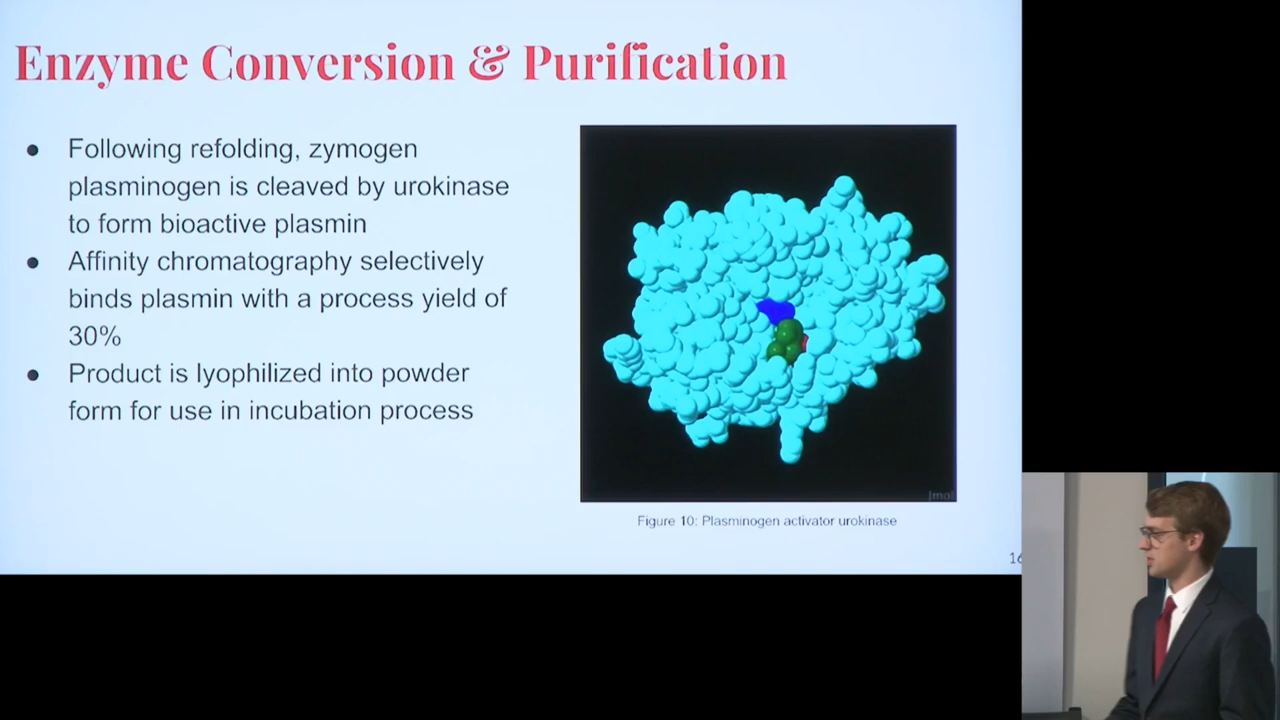 Enzyme Conversion & Purification
● Following refolding, zymogen
plasminogen is cleaved by urokinase
to form bioactive plasmin
● Affinity chromatography selectively
binds plasmin with a process yield of
30%
● Product is lyophilized into powder
form for use in incubation process
Jmol
Figure 10: Plasminogen activator urokinase
16